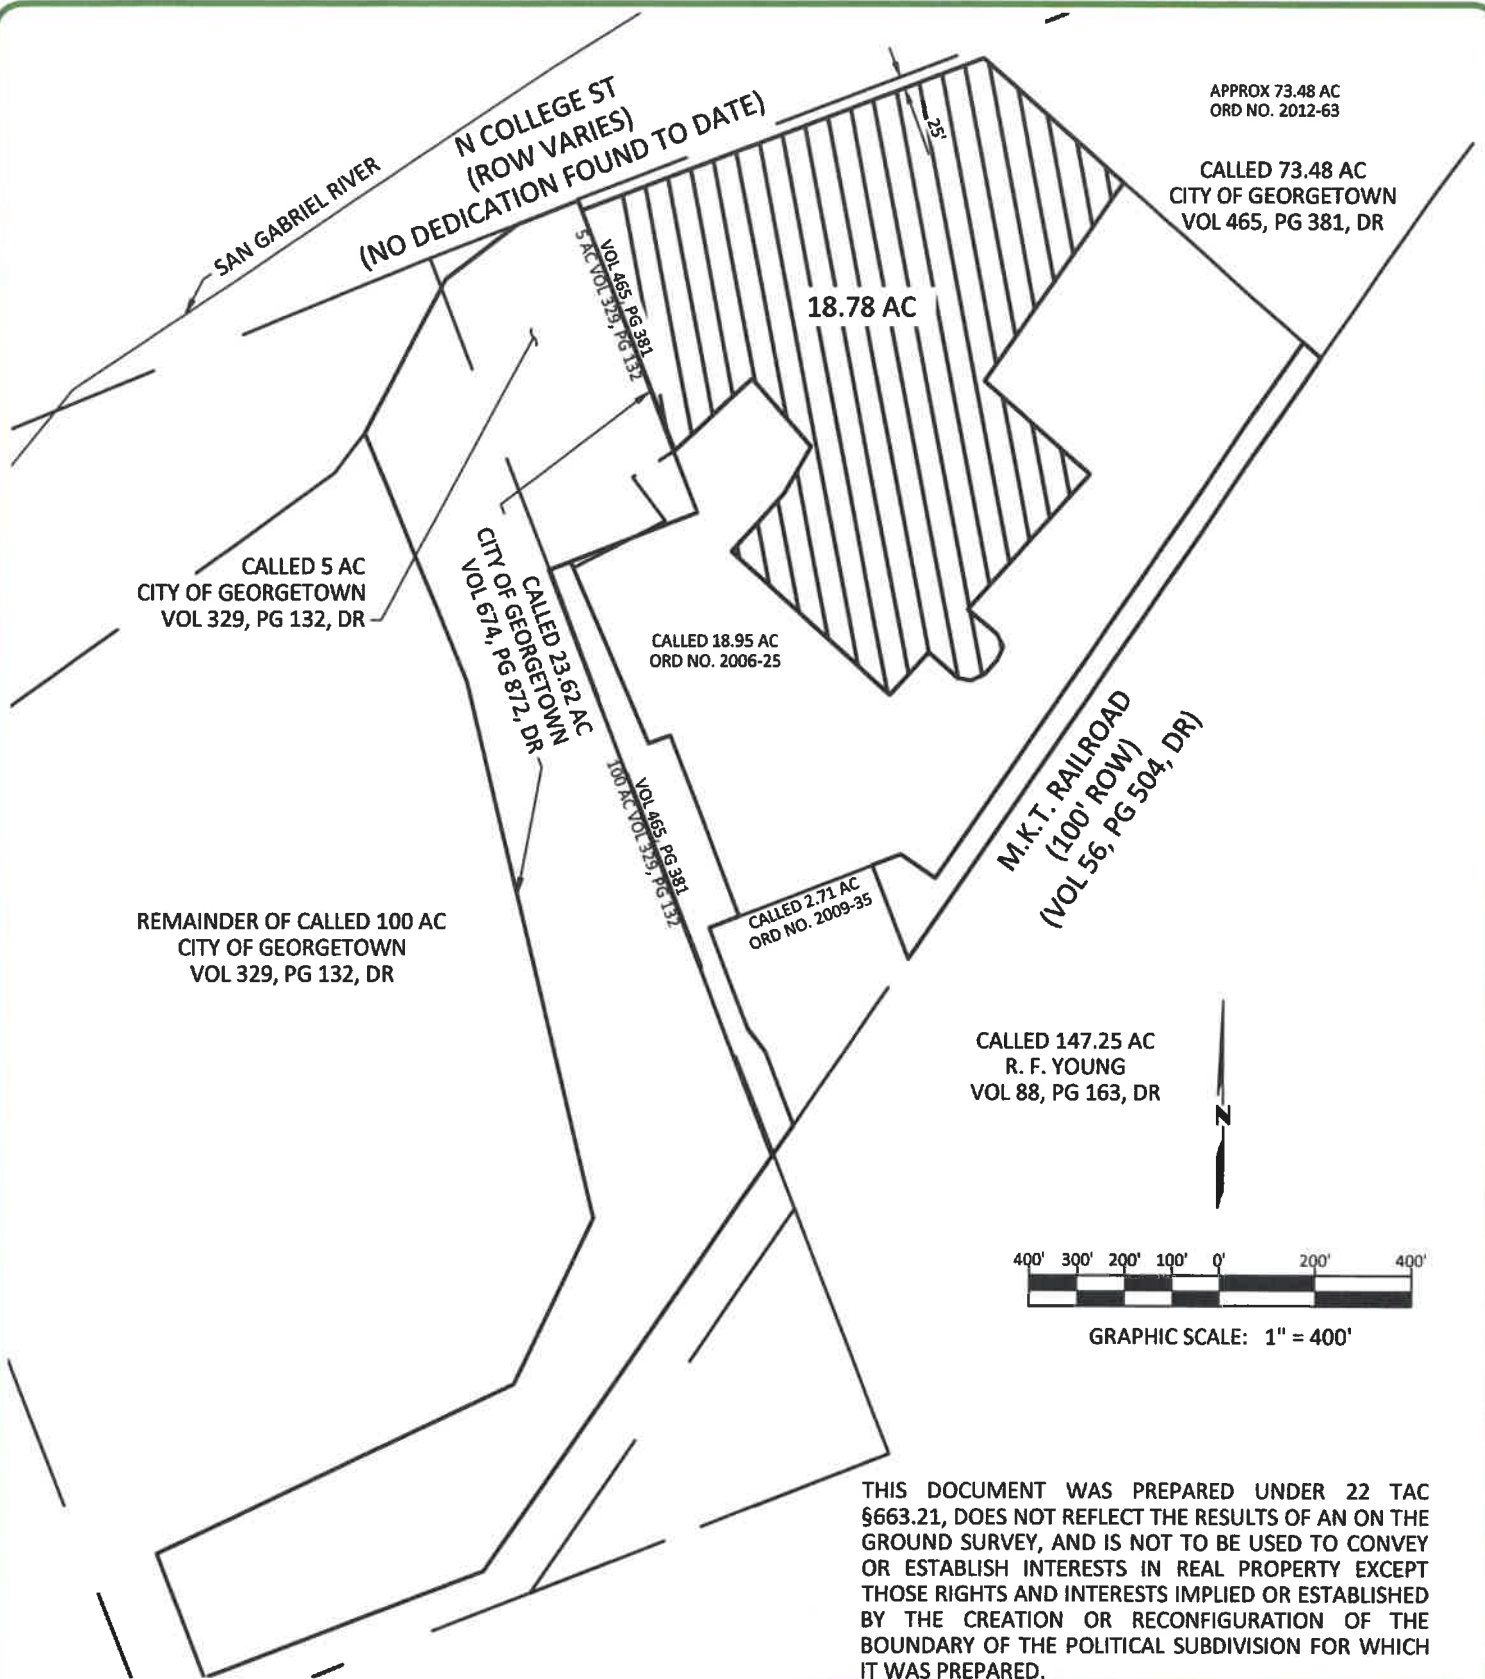 N COLLEGE ST
(ROW VARIES)
(NO DEDICATION FOUND TO DATE)
SAN GABRIEL RIVER
25'
APPROX 73.48 AC
ORD NO. 2012-63
CALLED 73.48 AC
CITY OF GEORGETOWN
VOL 465, PG 381, DR
VOL 465, PG 381
5 AC VOL 329, PG 132
18.78 AC
CALLED 5 AC
CITY OF GEORGETOWN
VOL 329, PG 132, DR
CALLED 23.62 AC
CITY OF GEORGETOWN
VOL 674, PG 872, DR
CALLED 18.95 AC
ORD NO. 2006-25
M.K.T. RAILROAD
(100' ROW)
(VOL 56, PG 504, DR)
VOL 465, PG 381
100 AC VOL 329, PG 132
CALLED 2.71 AC
ORD NO. 2009-35
REMAINDER OF CALLED 100 AC
CITY OF GEORGETOWN
VOL 329, PG 132, DR
CALLED 147.25 AC
R. F. YOUNG
VOL 88, PG 163, DR
N
400' 300' 200' 100' 0' 200' 400'
GRAPHIC SCALE: 1" = 400'
THIS DOCUMENT WAS PREPARED UNDER 22 TAC
§663.21, DOES NOT REFLECT THE RESULTS OF AN ON THE
GROUND SURVEY, AND IS NOT TO BE USED TO CONVEY
OR ESTABLISH INTERESTS IN REAL PROPERTY EXCEPT
THOSE RIGHTS AND INTERESTS IMPLIED OR ESTABLISHED
BY THE CREATION OR RECONFIGURATION OF THE
BOUNDARY OF THE POLITICAL SUBDIVISION FOR WHICH
IT WAS PREPARED.